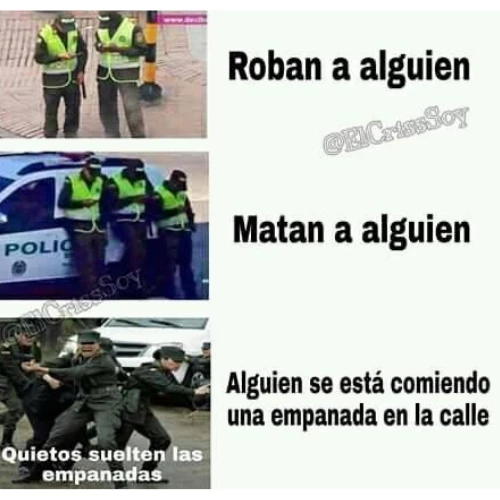 Roban a alguien
@ElCrissSoy
Matan a alguien
POLIC
@ElCrissSoy
Alguien se está comiendo
una empanada en la calle
Quietos suelten las
empanadas